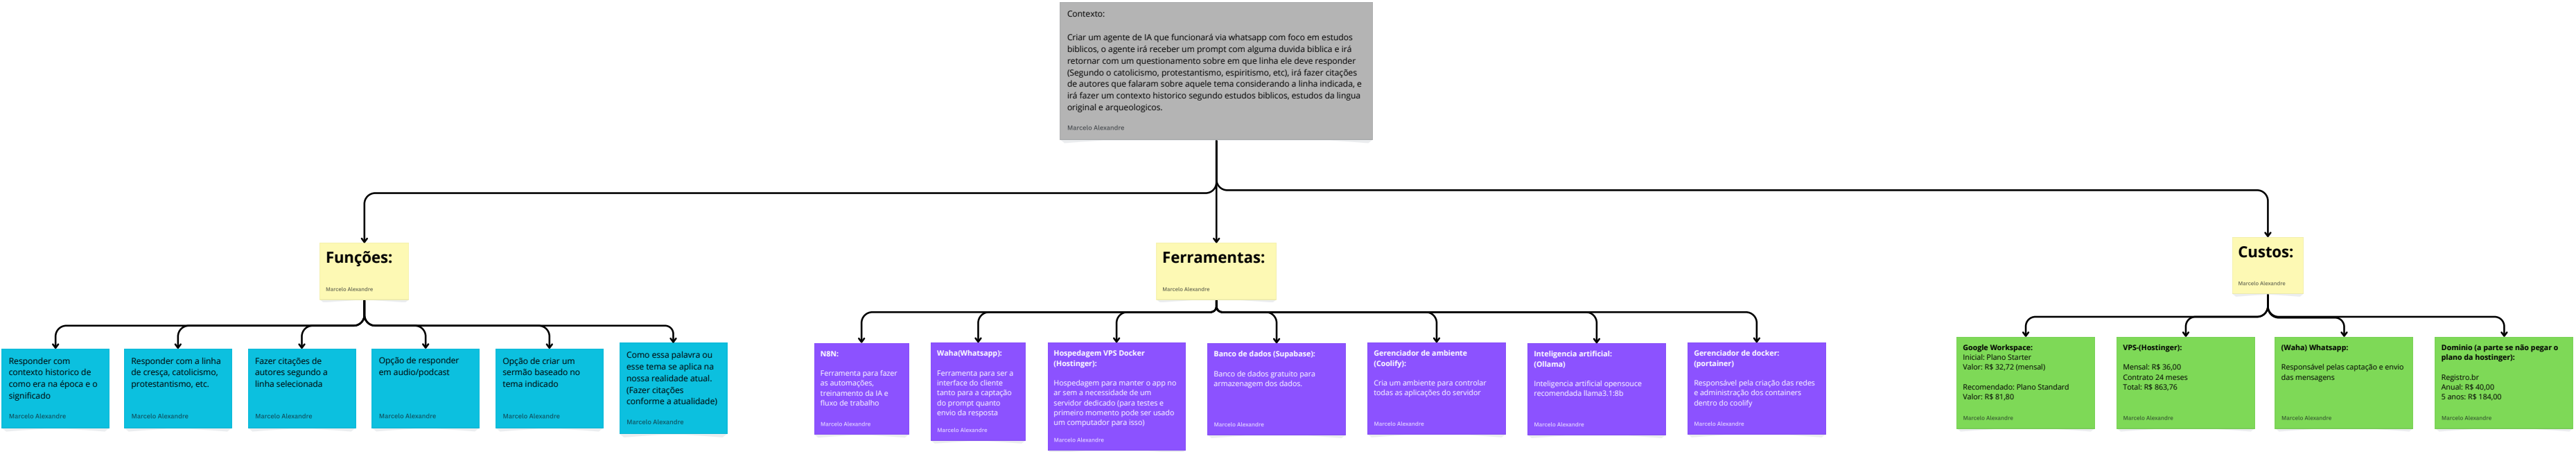 Contexto:
Criar um agente de IA que funcionará via whatsapp com foco em estudos
biblicos, o agente irá receber um prompt com alguma duvida biblica e irá
retornar com um questionamento sobre em que linha ele deve responder
(Segundo o catolicismo, protestantismo, espiritismo, etc), irá fazer citações
de autores que falaram sobre aquele tema considerando a linha indicada, e
irá fazer um contexto historico segundo estudos biblicos, estudos da lingua
original e arqueologicos.
Marcelo Alexandre
Funções:
Marcelo Alexandre
Ferramentas:
Marcelo Alexandre
Custos:
Marcelo Alexandre
Responder com
contexto historico de
como era na época e o
significado
Marcelo Alexandre
Responder com a linha
de cresça, catolicismo,
protestantismo, etc.
Marcelo Alexandre
Fazer citações de
autores segundo a
linha selecionada
Marcelo Alexandre
Opção de responder
em audio/podcast
Marcelo Alexandre
Opção de criar um
sermão baseado no
tema indicado
Marcelo Alexandre
Como essa palavra ou
esse tema se aplica na
nossa realidade atual.
(Fazer citações
conforme a atualidade)
Marcelo Alexandre
N8N:
Ferramenta para fazer
as automações,
treinamento da IA e
fluxo de trabalho
Marcelo Alexandre
Waha(Whatsapp):
Ferramenta para ser a
interface do cliente
tanto para a captação
do prompt quanto
envio da resposta
Marcelo Alexandre
Hospedagem VPS Docker
(Hostinger):
Hospedagem para manter o app no
ar sem a necessidade de um
servidor dedicado (para testes e
primeiro momento pode ser usado
um computador para isso)
Marcelo Alexandre
Banco de dados (Supabase):
Banco de dados gratuito para
armazenagem dos dados.
Marcelo Alexandre
Gerenciador de ambiente
(Coolify):
Cria um ambiente para controlar
todas as aplicações do servidor
Marcelo Alexandre
Inteligencia artificial:
(Ollama)
Inteligencia artificial opensouce
recomendada llama3.1:8b
Marcelo Alexandre
Gerenciador de docker:
(portainer)
Responsável pela criação das redes
e administração dos containers
dentro do coolify
Marcelo Alexandre
Google Workspace:
Inicial: Plano Starter
Valor: R$ 32,72 (mensal)
Recomendado: Plano Standard
Valor: R$ 81,80
Marcelo Alexandre
VPS-(Hostinger):
Mensal: R$ 36,00
Contrato 24 meses
Total: R$ 863,76
Marcelo Alexandre
(Waha) Whatsapp:
Responsável pelas captação e envio
das mensagens
Marcelo Alexandre
Dominio (a parte se não pegar o
plano da hostinger):
Registro.br
Anual: R$ 40,00
5 anos: R$ 184,00
Marcelo Alexandre